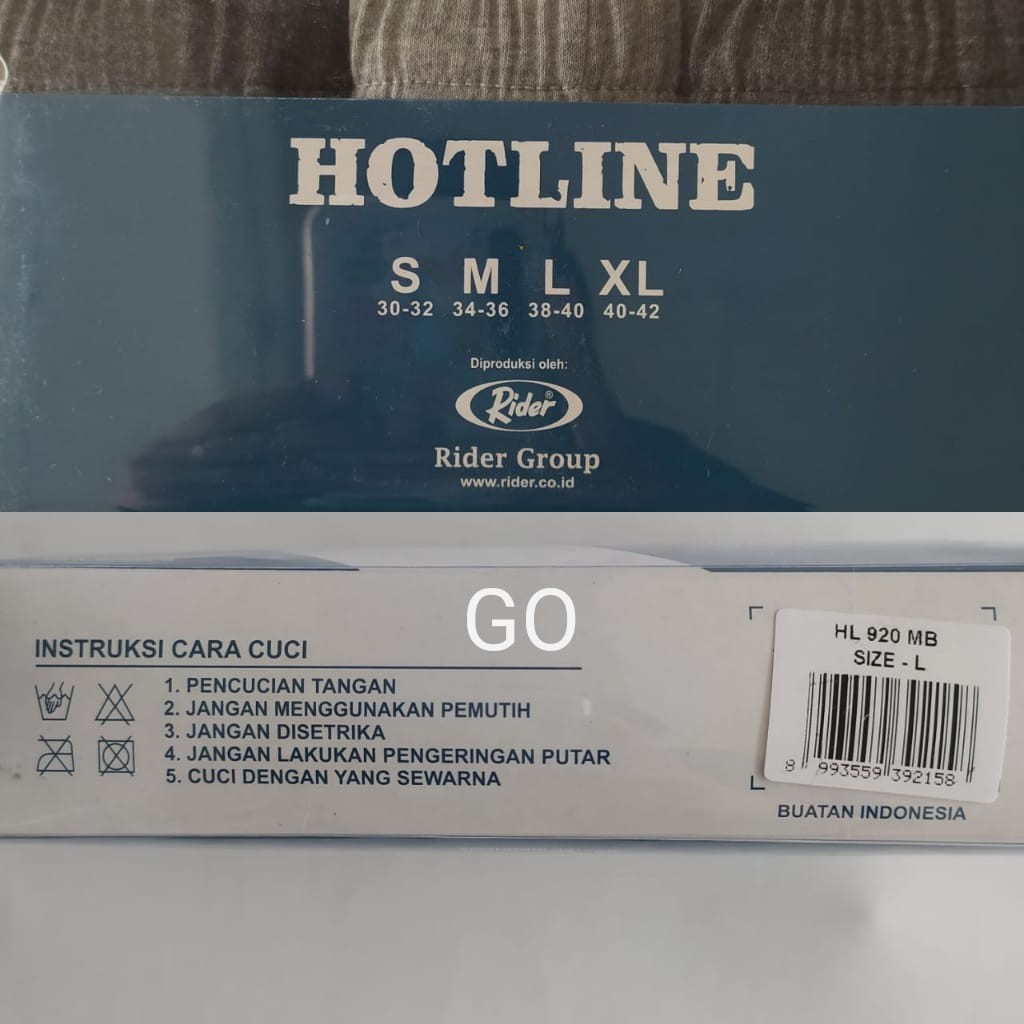 HOTLINE
S M L XL
30-32 34-36 38-40 40-42
Diproduksi oleh:
Rider®
Rider Group
www.rider.co.id
GO
INSTRUKSI CARA CUCI
1. PENCUCIAN TANGAN
2. JANGAN MENGGUNAKAN PEMUTIH
3. JANGAN DISETRIKA
4. JANGAN LAKUKAN PENGERINGAN PUTAR
5. CUCI DENGAN YANG SEWARNA
HL 920 MB
SIZE - L
8 993559 392158
BUATAN INDONESIA